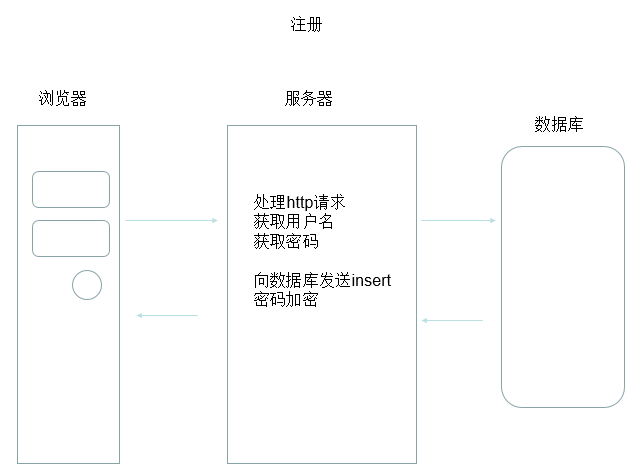 注册
浏览器
服务器
数据库
处理http请求
获取用户名
获取密码
向数据库发送insert
密码加密